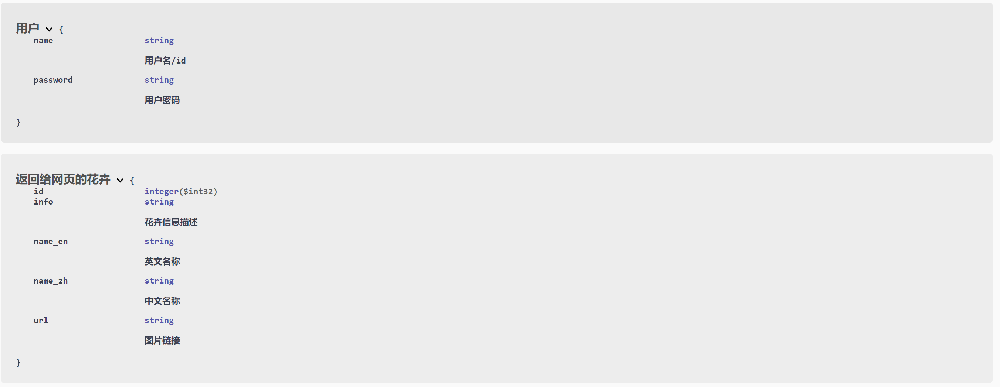 用户 {
name string
用户名/id
password string
用户密码
}
返回给网页的花卉 {
id integer($int32)
info string
花卉信息描述
name_en string
英文名称
name_zh string
中文名称
url string
图片链接
}